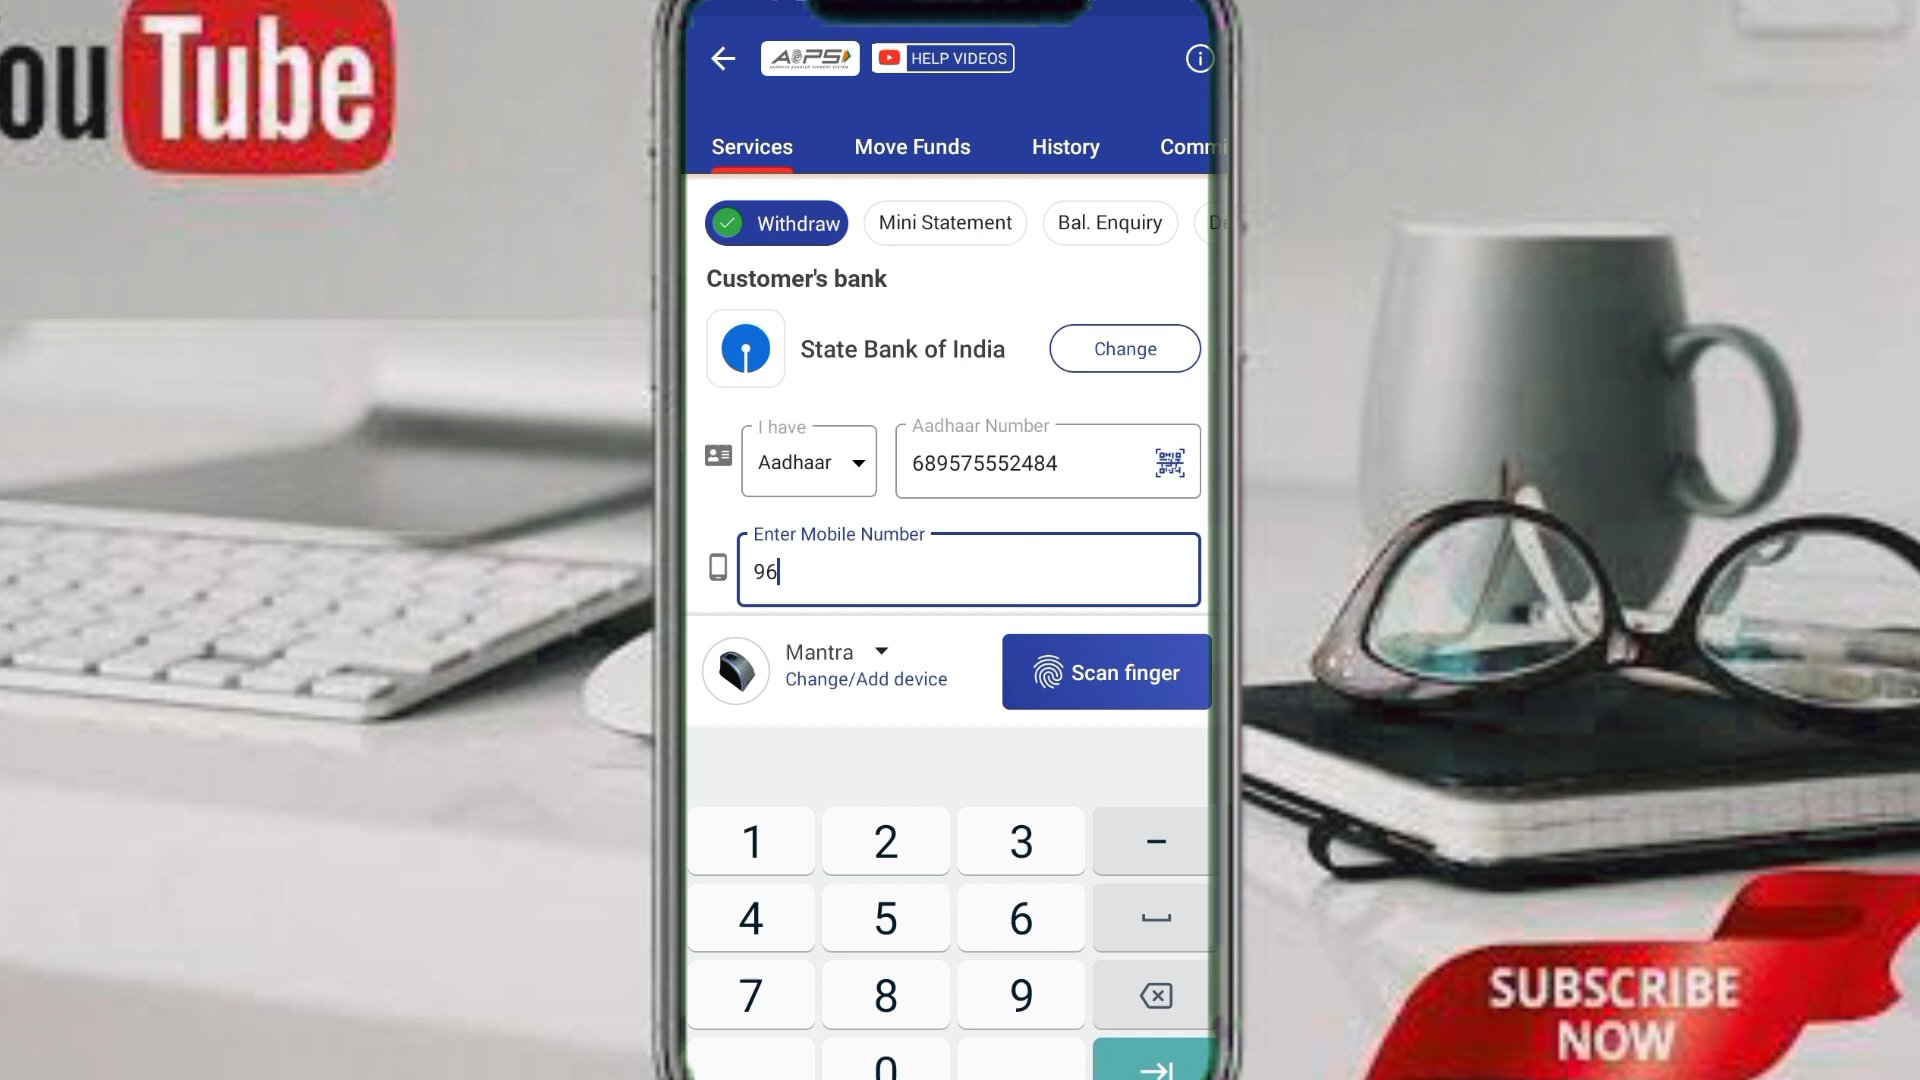 ouTube
AePS HELP VIDEOS
Services Move Funds History Commi
Withdraw Mini Statement Bal. Enquiry De
Customer's bank
State Bank of India Change
I have Aadhaar Number
Aadhaar 689575552484
Enter Mobile Number
96
Mantra
Change/Add device
Scan finger
1 2 3 –
4 5 6
7 8 9
0
SUBSCRIBE
NOW